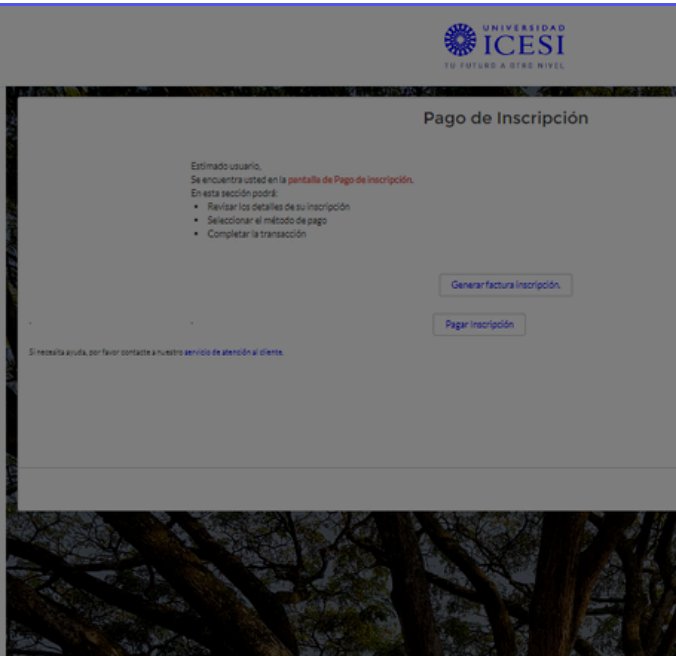 UNIVERSIDAD
ICESI
TU FUTURO A OTRO NIVEL
Pago de Inscripción
Estimado usuario,
Se encuentra usted en la pantalla de Pago de inscripción.
En esta sección podrá:
• Revisar los detalles de su inscripción
• Seleccionar el método de pago
• Completar la transacción
Generar factura inscripción.
Pagar Inscripción
Si necesita ayuda, por favor contacte a nuestro servicio de atención al cliente.